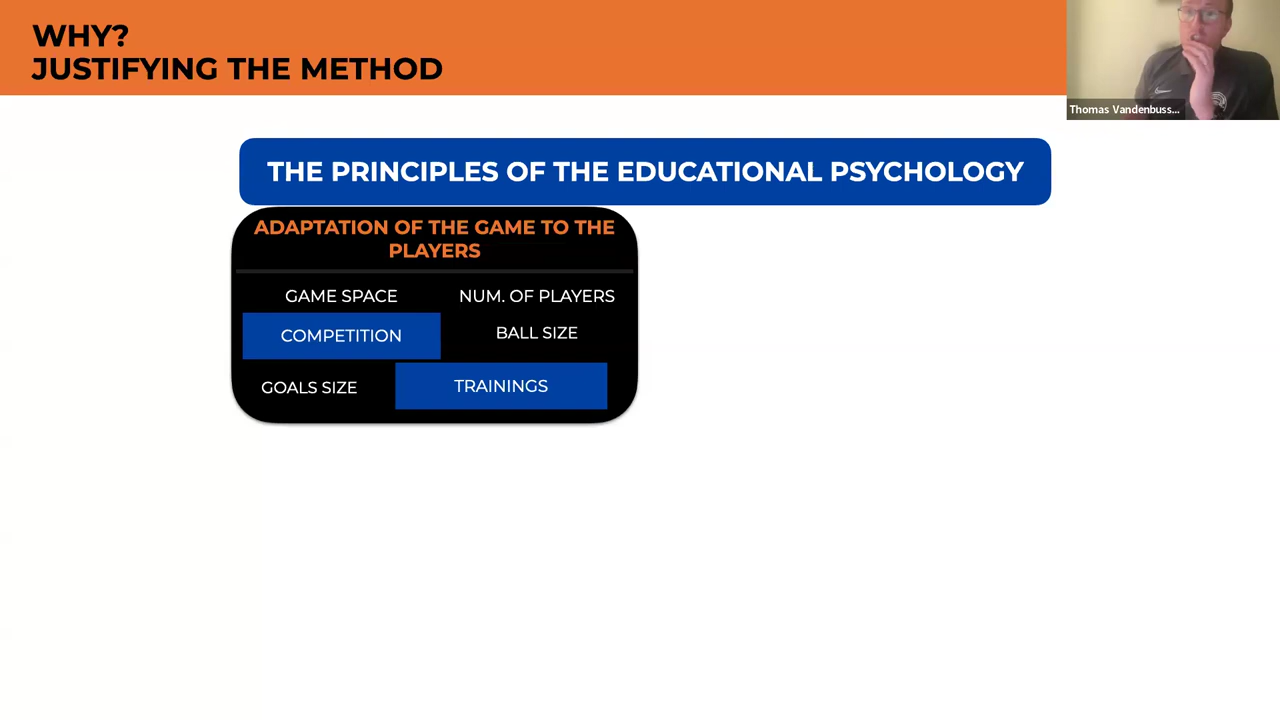 WHY?
JUSTIFYING THE METHOD
Thomas Vandenbuss...
THE PRINCIPLES OF THE EDUCATIONAL PSYCHOLOGY
ADAPTATION OF THE GAME TO THE
PLAYERS
GAME SPACE NUM. OF PLAYERS
COMPETITION BALL SIZE
GOALS SIZE TRAININGS